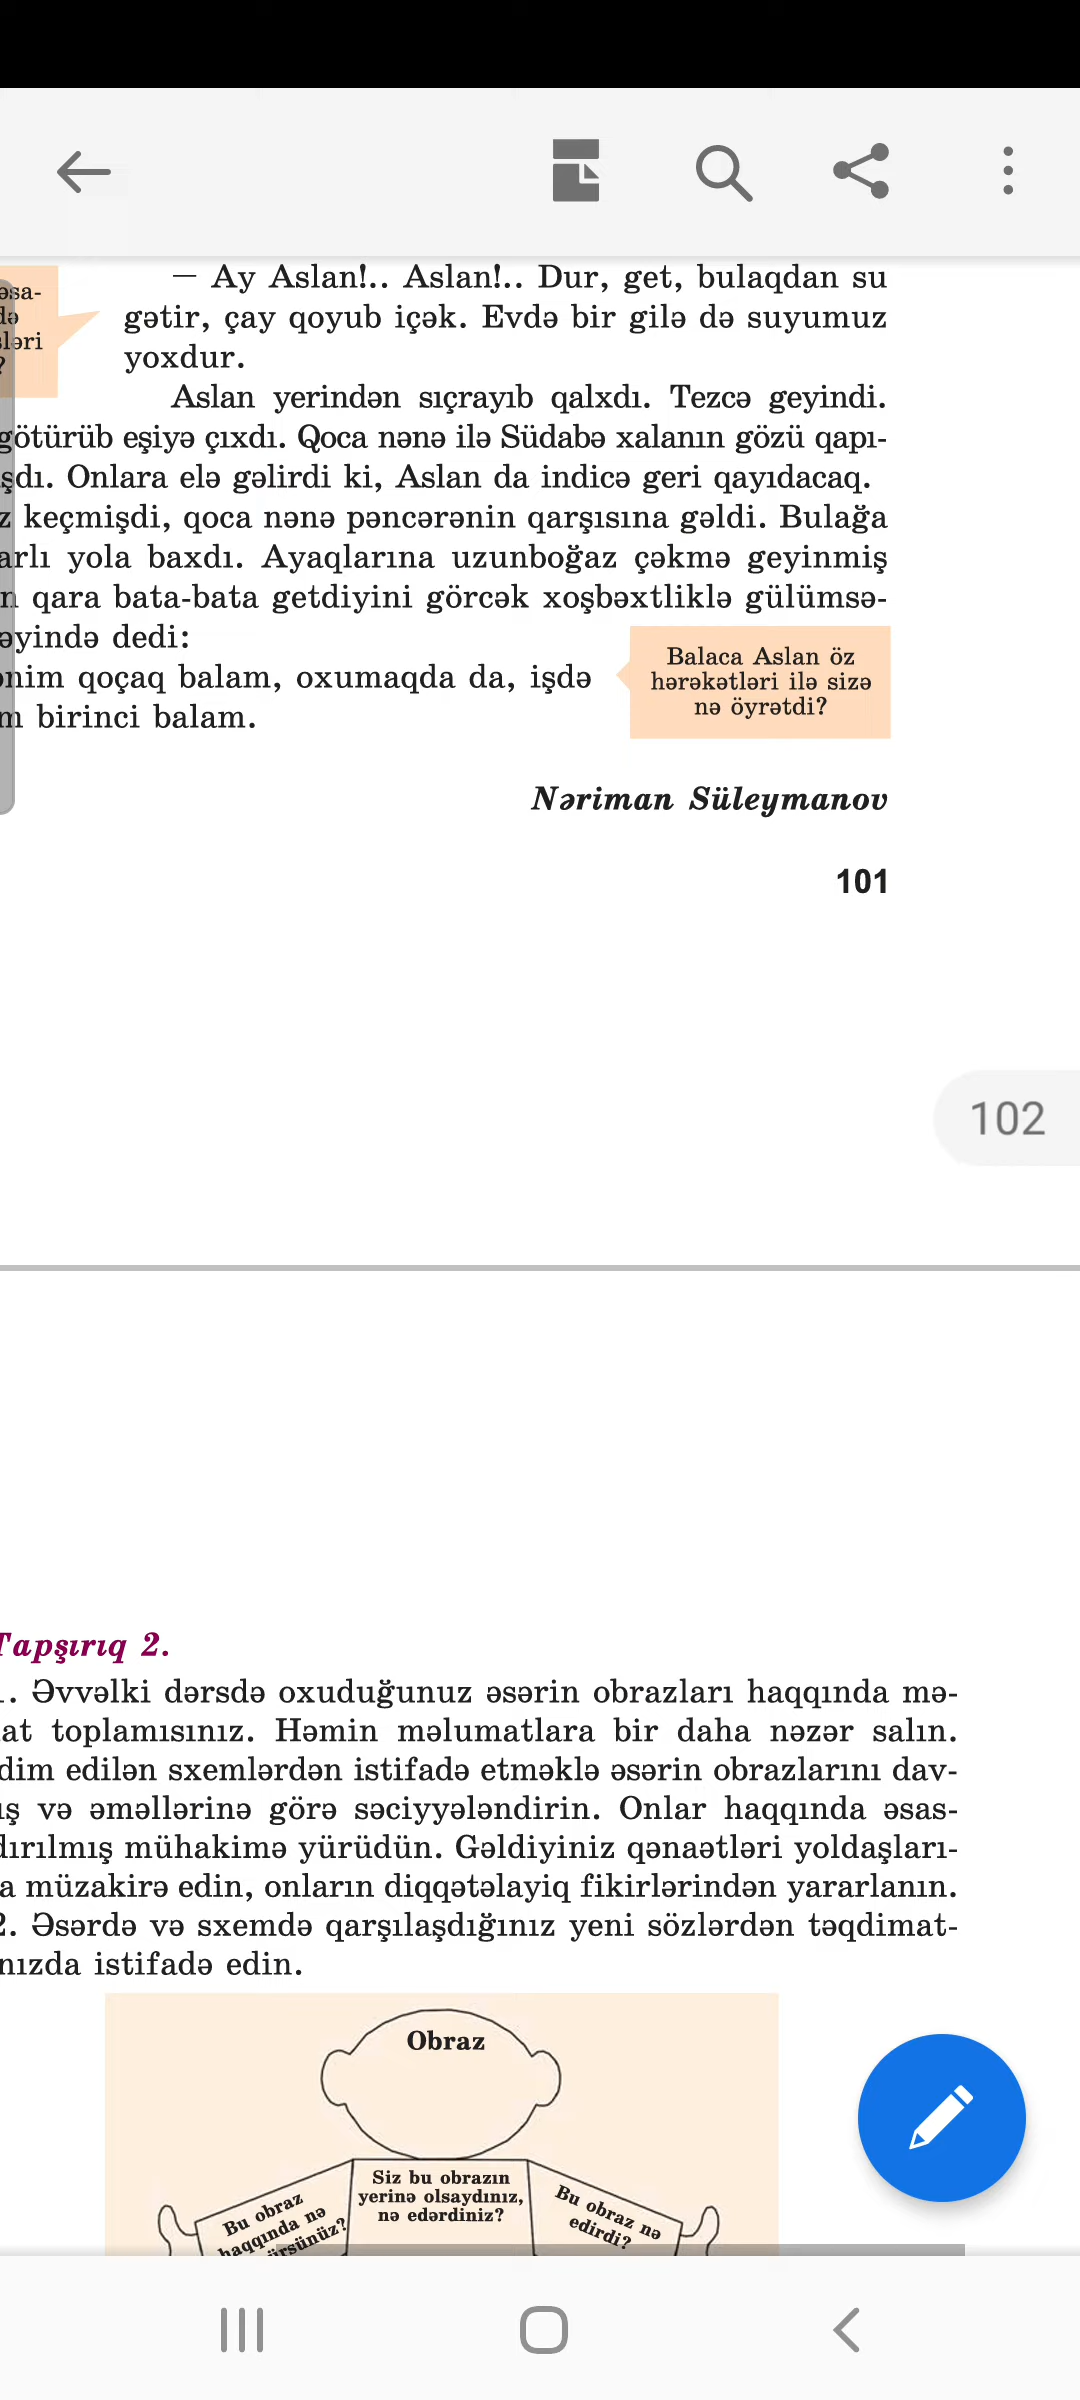 əsa-
də
ləri
?
— Ay Aslan!.. Aslan!.. Dur, get, bulaqdan su
gətir, çay qoyub içək. Evdə bir gilə də suyumuz
yoxdur.
Aslan yerindən sıçrayıb qalxdı. Tezcə geyindi.
götürüb eşiyə çıxdı. Qoca nənə ilə Südabə xalanın gözü qapı-
şdı. Onlara elə gəlirdi ki, Aslan da indicə geri qayıdacaq.
z keçmişdi, qoca nənə pəncərənin qarşısına gəldi. Bulağa
arlı yola baxdı. Ayaqlarına uzunboğaz çəkmə geyinmiş
n qara bata-bata getdiyini görcək xoşbəxtliklə gülümsə-
əyində dedi:
nim qoçaq balam, oxumaqda da, işdə
m birinci balam.
Balaca Aslan öz
hərəkətləri ilə sizə
nə öyrətdi?
Nəriman Süleymanov
101
102
Tapşırıq 2.
1. Əvvəlki dərsdə oxuduğunuz əsərin obrazları haqqında mə-
at toplamısınız. Həmin məlumatlara bir daha nəzər salın.
dim edilən sxemlərdən istifadə etməklə əsərin obrazlarını dav-
ış və əməllərinə görə səciyyələndirin. Onlar haqqında əsas-
dırılmış mühakimə yürüdün. Gəldiyiniz qənaətləri yoldaşları-
a müzakirə edin, onların diqqətəlayiq fikirlərindən yararlanın.
2. Əsərdə və sxemdə qarşılaşdığınız yeni sözlərdən təqdimat-
nızda istifadə edin.
Obraz
Bu obraz
haqqında nə
ürsünüz?
Siz bu obrazın
yerinə olsaydınız,
nə edərdiniz?
Bu obraz nə
edirdi?